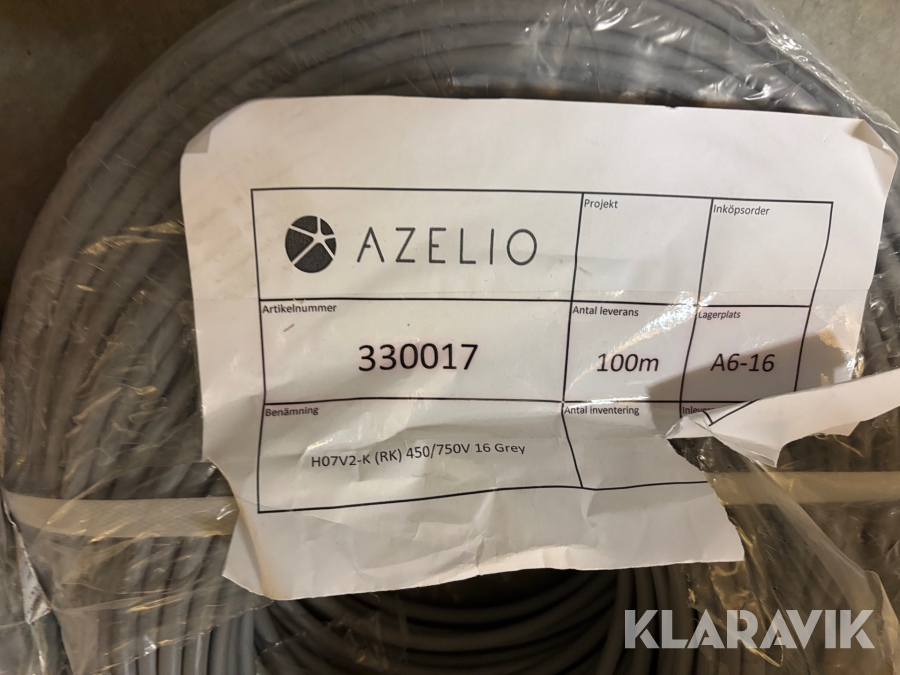 AZELIO
Projekt
Inköpsorder
Artikelnummer
330017
Antal leverans
100m
Lagerplats
A6-16
Benämning
H07V2-K (RK) 450/750V 16 Grey
Antal inventering
KLARAVIK